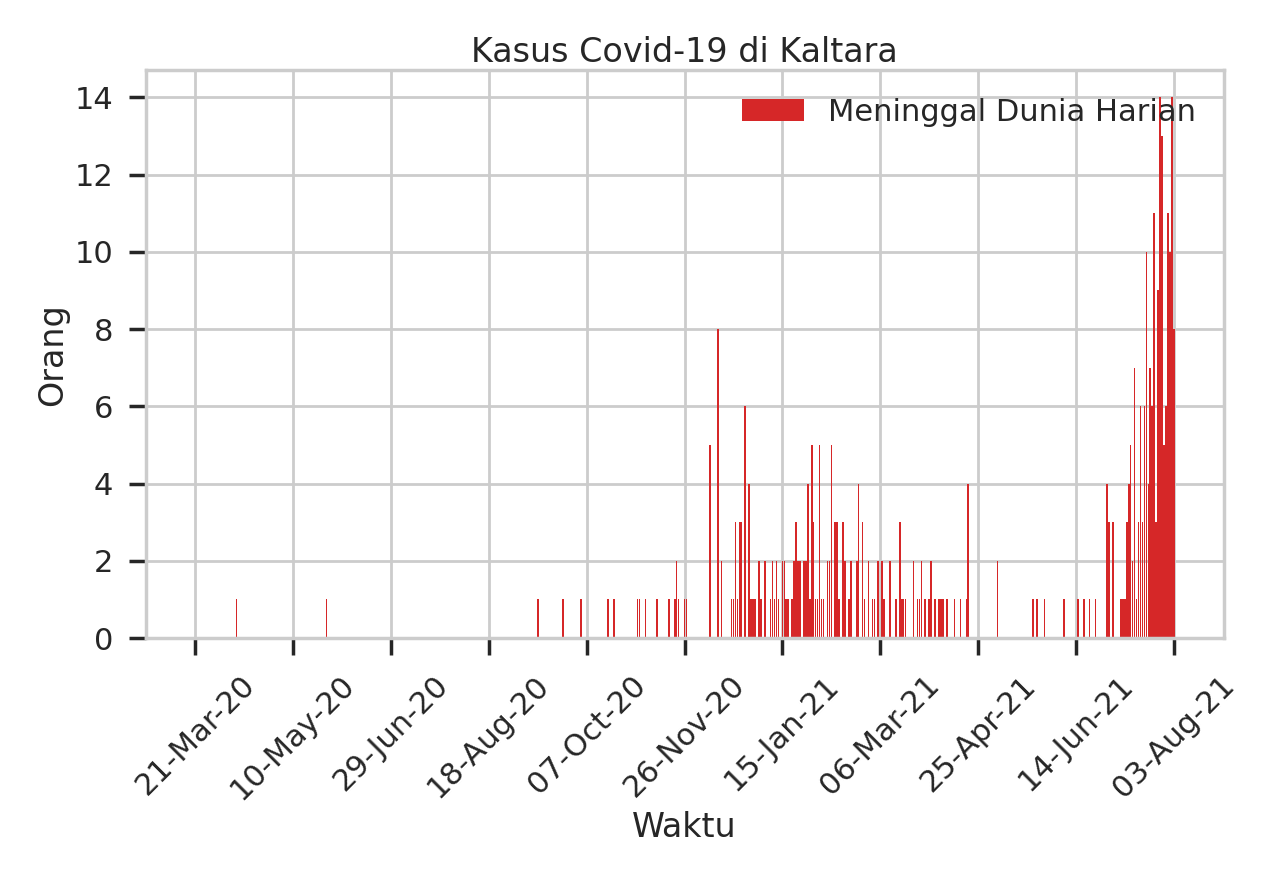 Kasus Covid-19 di Kaltara
Meninggal Dunia Harian
Orang
14
12
10
8
6
4
2
0
21-Mar-20
10-May-20
29-Jun-20
18-Aug-20
07-Oct-20
26-Nov-20
15-Jan-21
06-Mar-21
25-Apr-21
14-Jun-21
03-Aug-21
Waktu